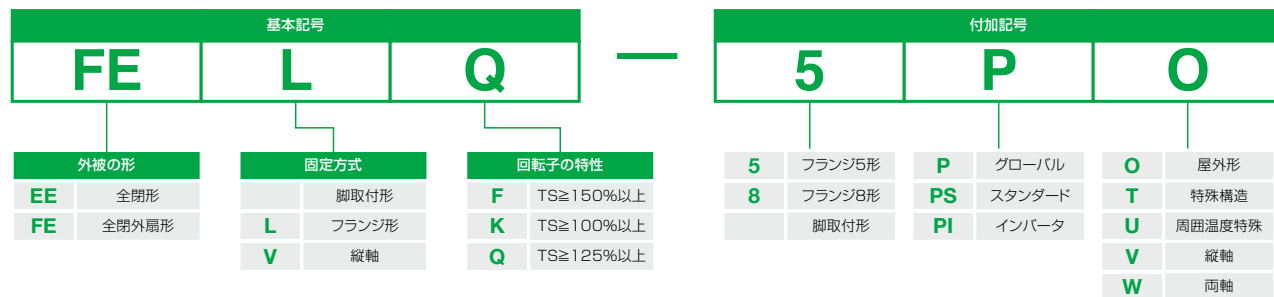 基本記号
FE L Q
付加記号
5 P O
外被の形
EE 全閉形
FE 全閉外扇形
固定方式
脚取付形
L フランジ形
V 縦軸
回転子の特性
F TS≧150%以上
K TS≧100%以上
Q TS≧125%以上
5 フランジ5形
8 フランジ8形
脚取付形
P グローバル
PS スタンダード
PI インバータ
O 屋外形
T 特殊構造
U 周囲温度特殊
V 縦軸
W 両軸